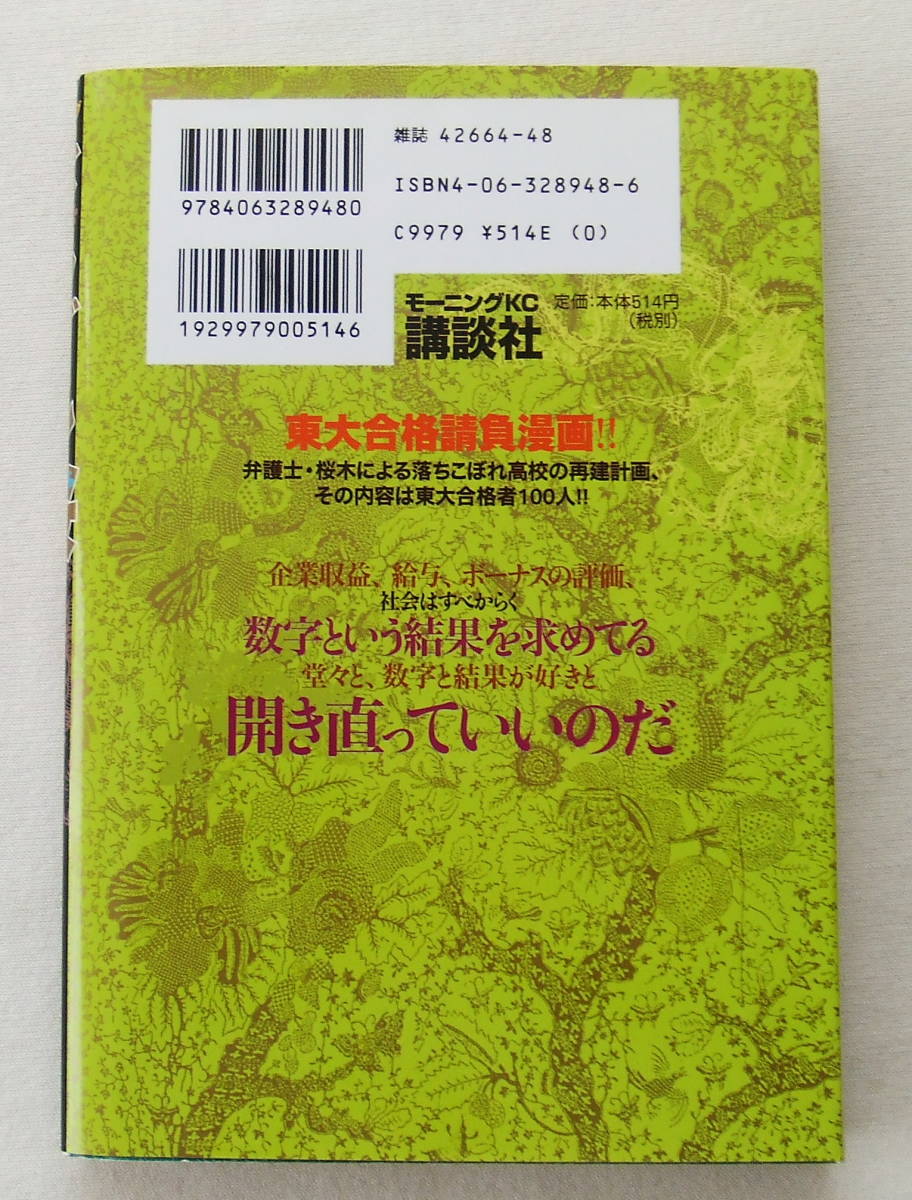 雑誌 42664-48
ISBN4-06-328948-6
9784063289480
C9979 ¥514E (0)
1929979005146
モーニングKC
講談社
定価:本体514円
(税別)
東大合格請負漫画!!
弁護士・桜木による落ちこぼれ高校の再建計画、
その内容は東大合格者100人!!
企業収益、給与、ボーナスの評価、
社会はすべからく
数字という結果を求めてる
堂々と、数字と結果が好きと
開き直っていいのだ